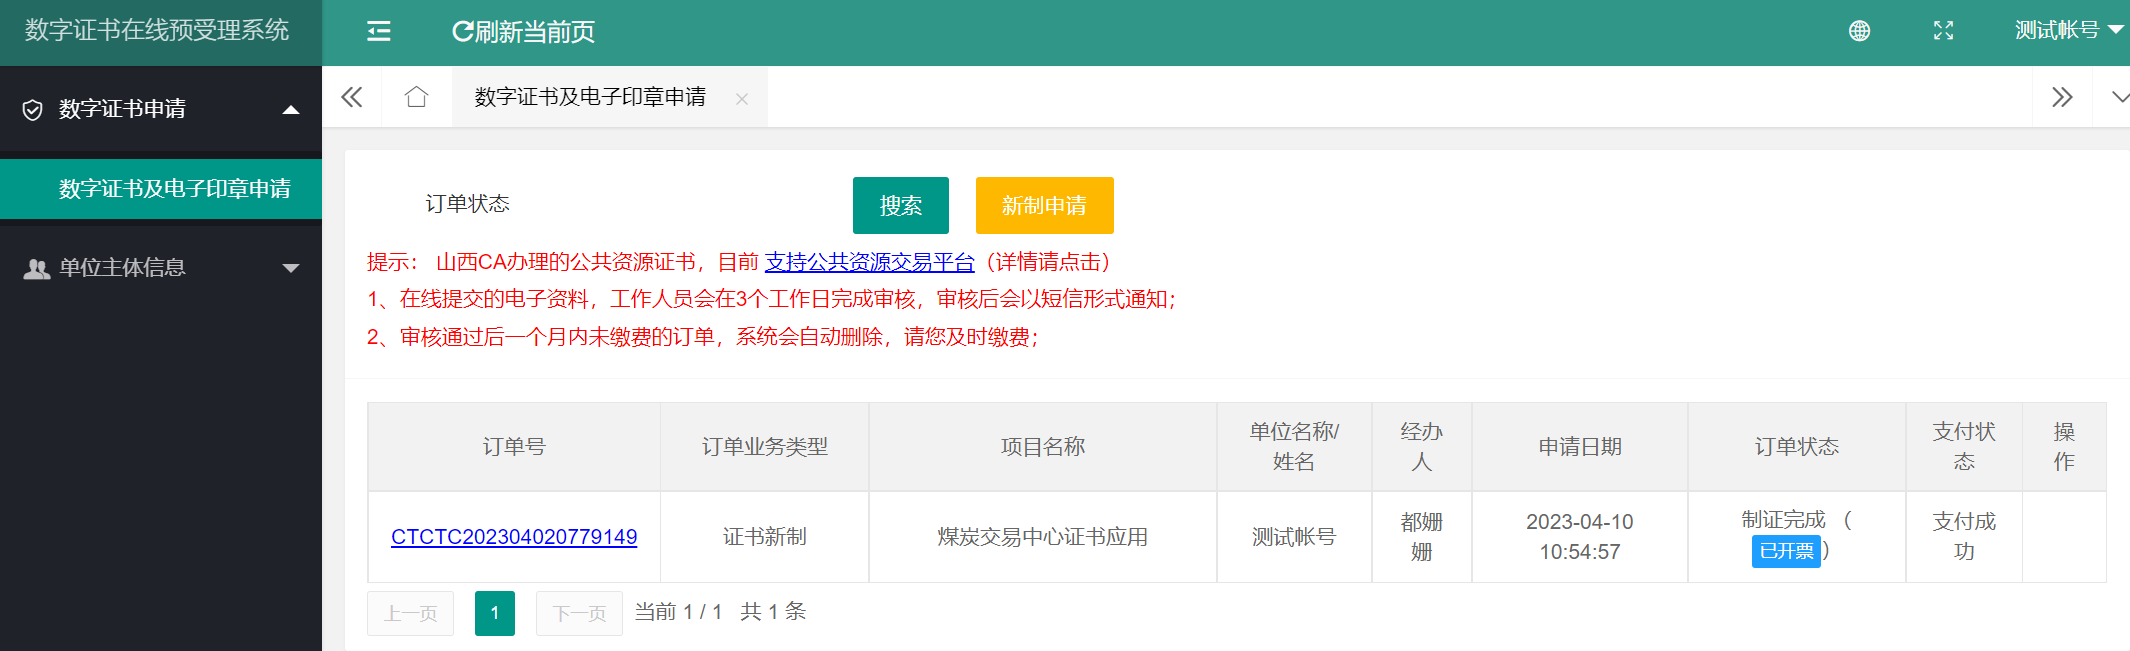 数字证书在线预受理系统
刷新当前页
测试帐号
数字证书申请
数字证书及电子印章申请
单位主体信息
数字证书及电子印章申请
订单状态
搜索
新制申请
提示： 山西CA办理的公共资源证书，目前 支持公共资源交易平台（详情请点击）
1、在线提交的电子资料，工作人员会在3个工作日完成审核，审核后会以短信形式通知；
2、审核通过后一个月内未缴费的订单，系统会自动删除，请您及时缴费；
订单号
订单业务类型
项目名称
单位名称/
姓名
经办
人
申请日期
订单状态
支付状
态
操
作
CTCTC202304020779149
证书新制
煤炭交易中心证书应用
测试帐号
都姗
姗
2023-04-10
10:54:57
制证完成 （
已开票）
支付成
功
上一页
1
下一页
当前 1 / 1 共 1 条